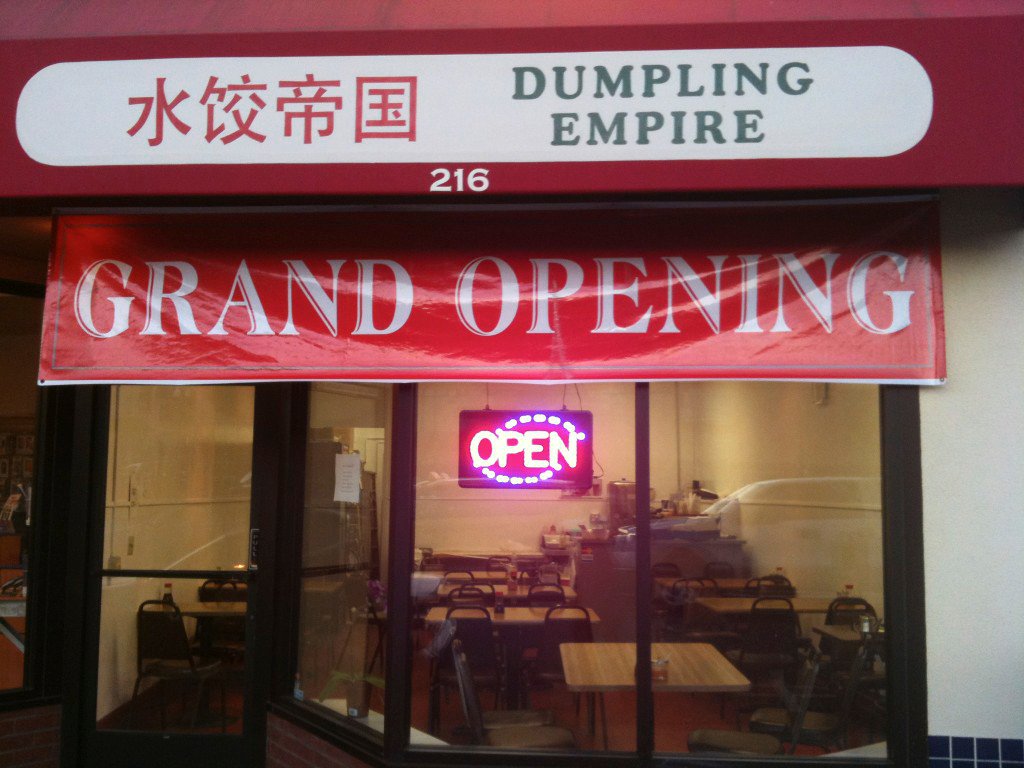 水饺帝国
DUMPLING
EMPIRE
216
GRAND OPENING
OPEN